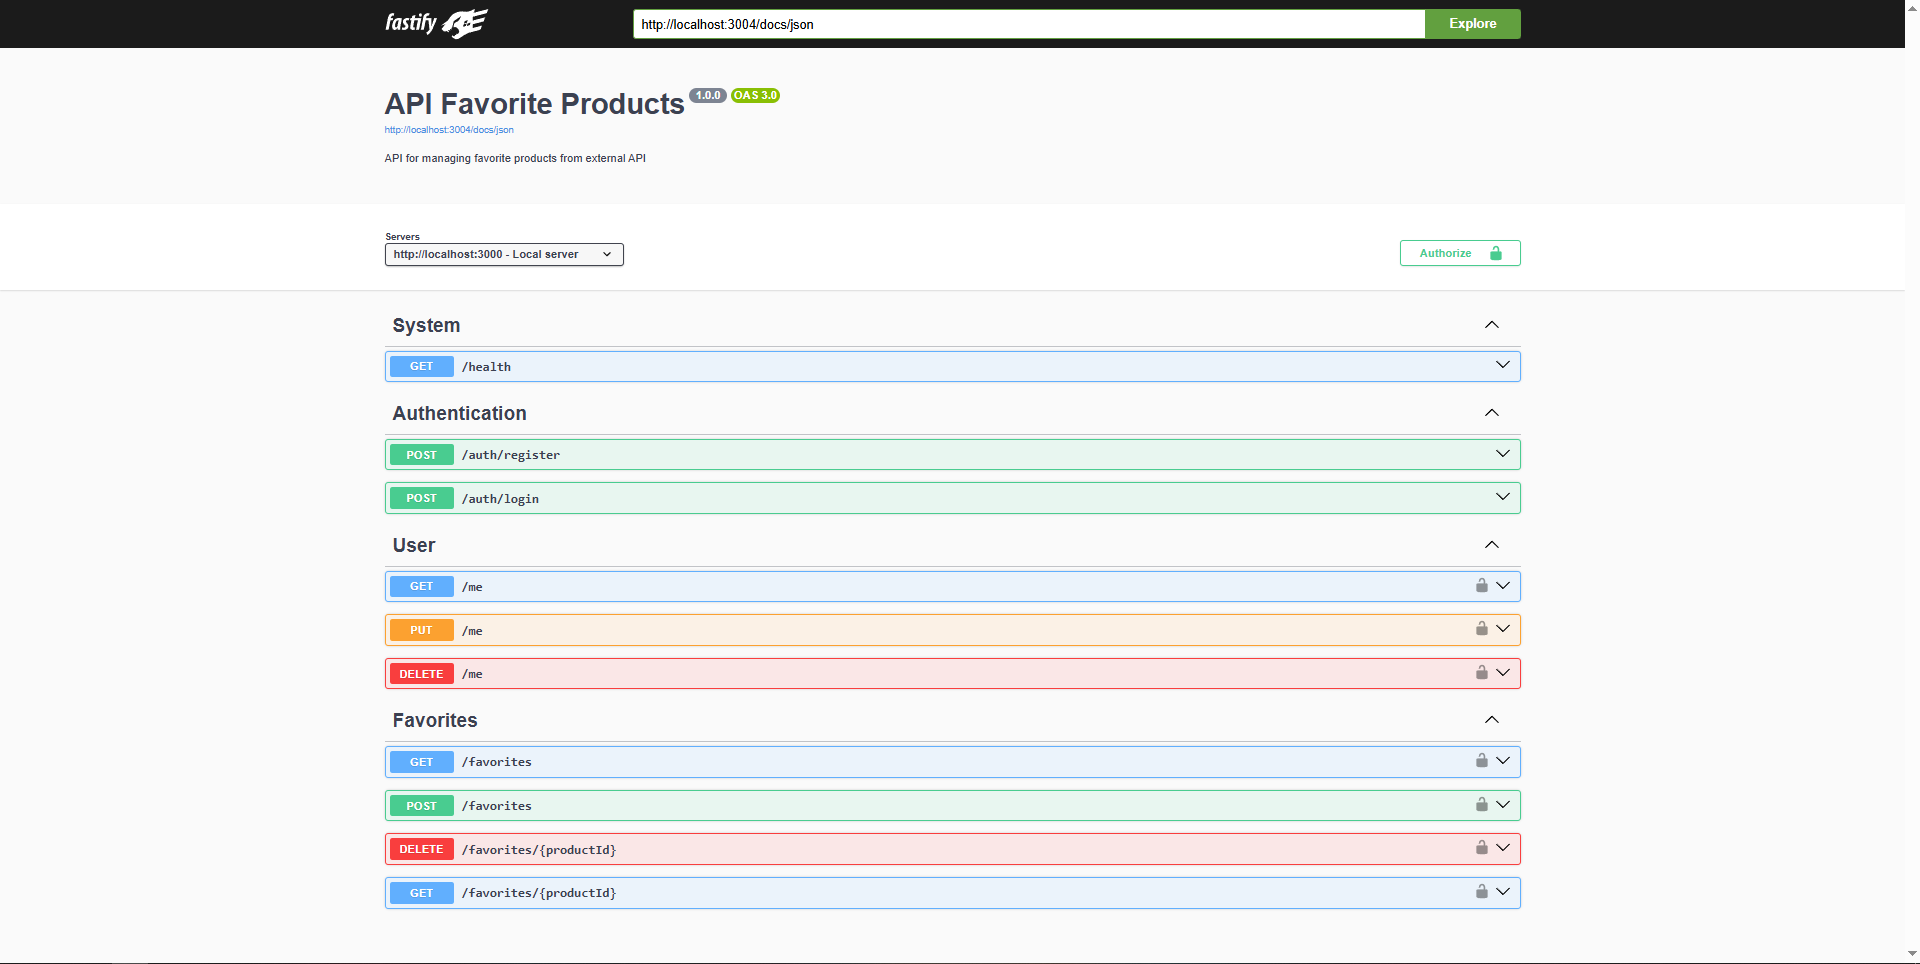 fastify
http://localhost:3004/docs/json
Explore
API Favorite Products 1.0.0 OAS 3.0
http://localhost:3004/docs/json
API for managing favorite products from external API
Servers
http://localhost:3000 - Local server
Authorize
System
GET /health
Authentication
POST /auth/register
POST /auth/login
User
GET /me
PUT /me
DELETE /me
Favorites
GET /favorites
POST /favorites
DELETE /favorites/{productId}
GET /favorites/{productId}